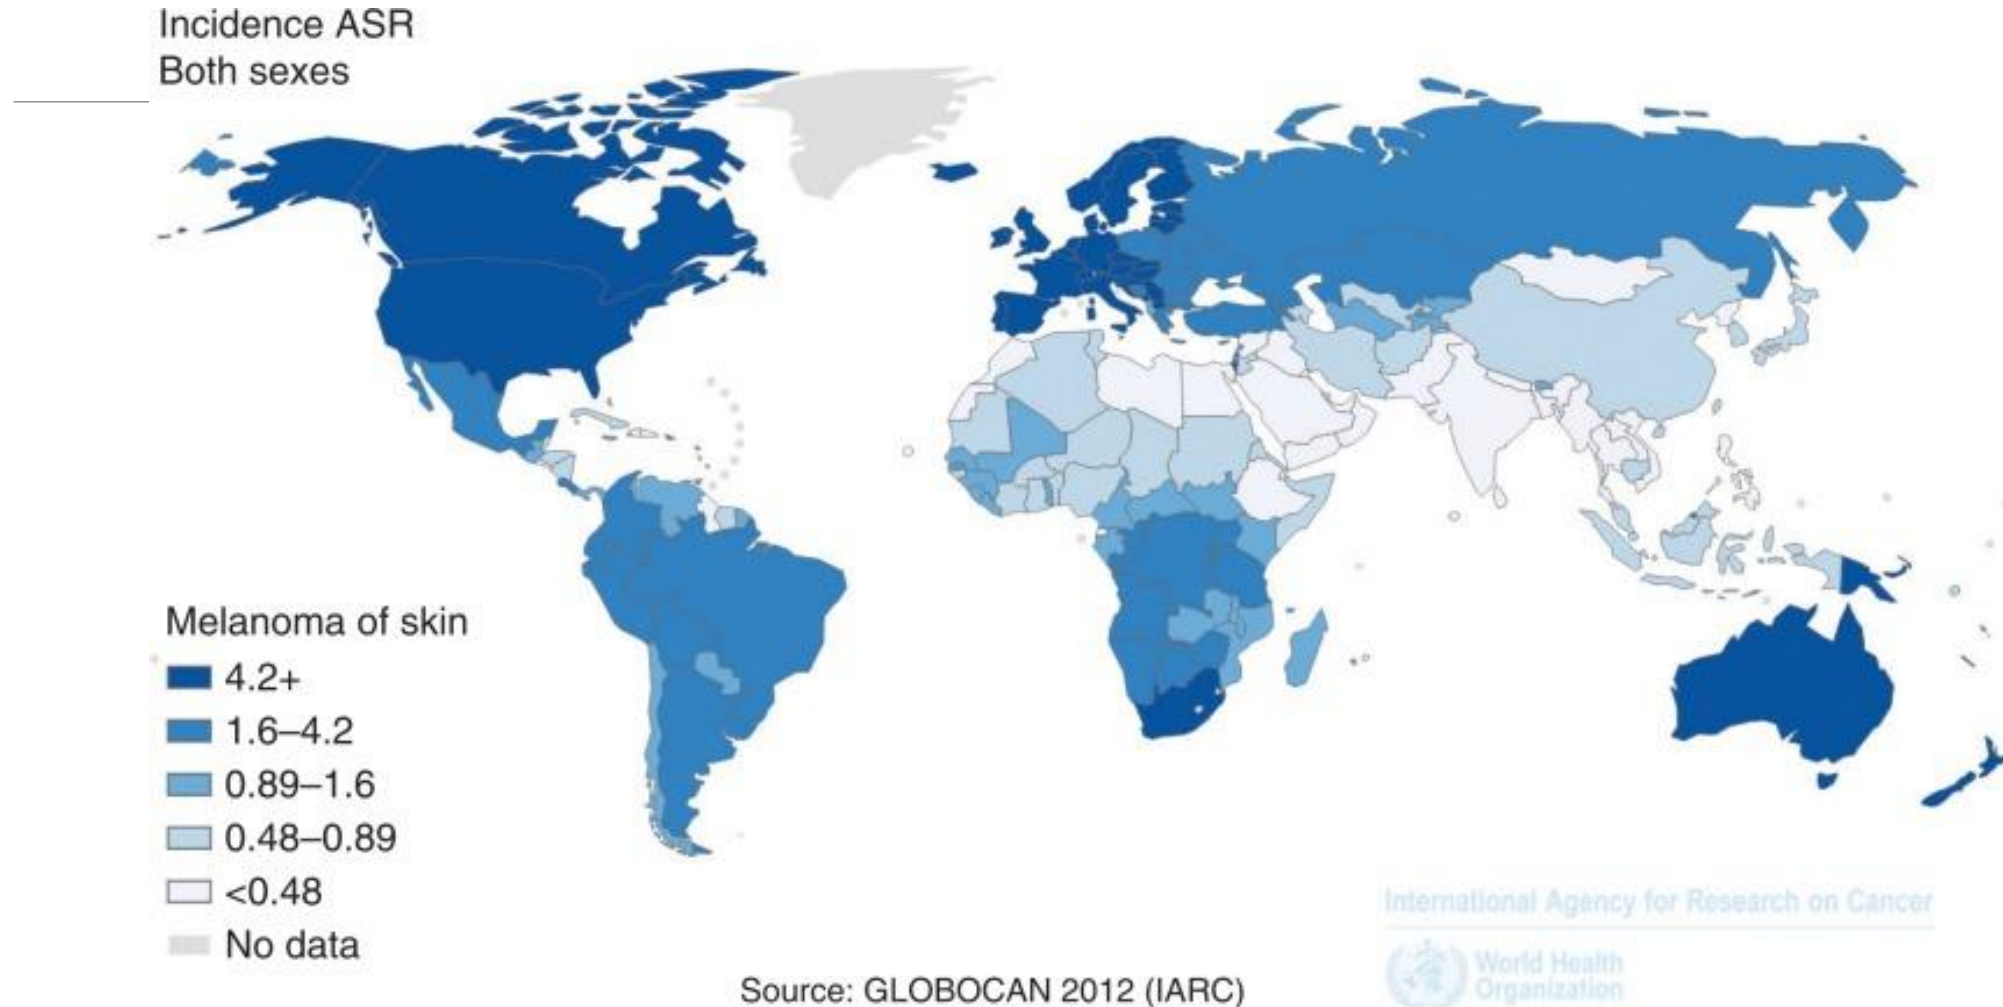 Incidence ASR
Both sexes
Melanoma of skin
4.2+
1.6–4.2
0.89–1.6
0.48–0.89
<0.48
No data
International Agency for Research on Cancer
World Health
Organization
Source: GLOBOCAN 2012 (IARC)